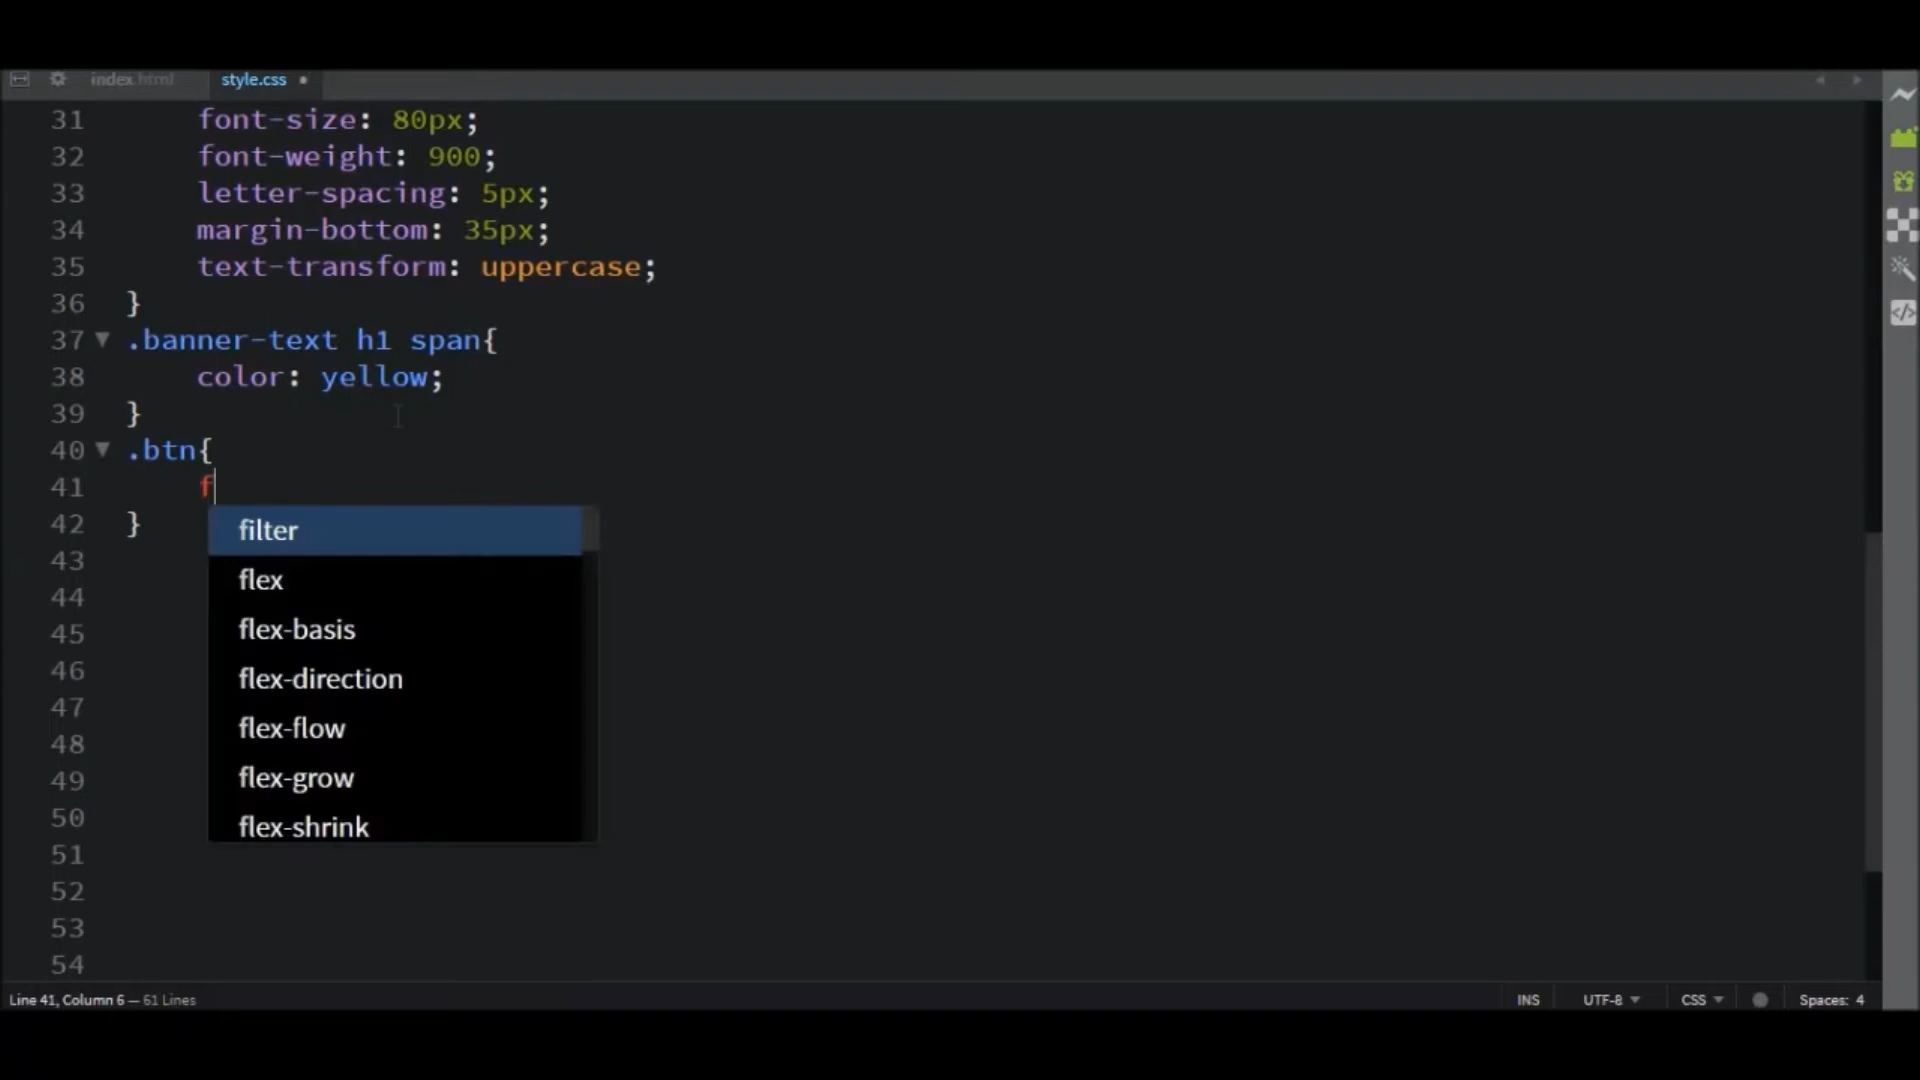 index.html style.css •
31 font-size: 80px;
32 font-weight: 900;
33 letter-spacing: 5px;
34 margin-bottom: 35px;
35 text-transform: uppercase;
36 }
37 .banner-text h1 span{
38 color: yellow;
39 }
40 .btn{
41 f
42 }
filter
flex
flex-basis
flex-direction
flex-flow
flex-grow
flex-shrink
43
44
45
46
47
48
49
50
51
52
53
54
Line 41, Column 6 — 61 Lines INS UTF-8 CSS Spaces: 4